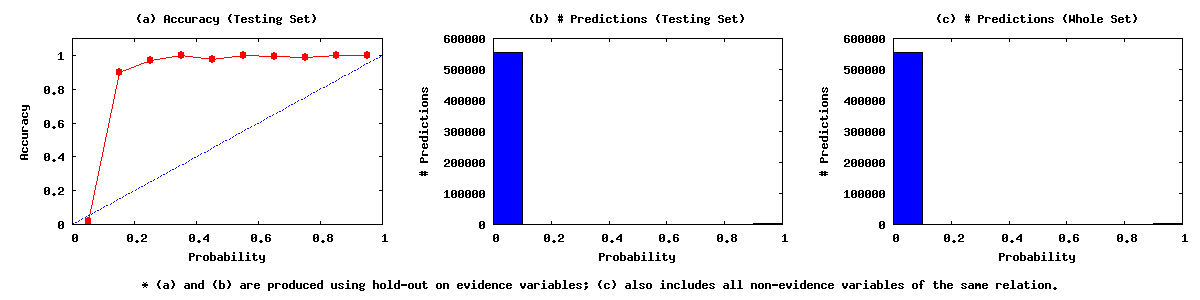 (a) Accuracy (Testing Set)
1
0.8
0.6
0.4
0.2
0
0 0.2 0.4 0.6 0.8 1
Accuracy
Probability
(b) # Predictions (Testing Set)
600000
500000
400000
300000
200000
100000
0
0 0.2 0.4 0.6 0.8 1
# Predictions
Probability
(c) # Predictions (Whole Set)
600000
500000
400000
300000
200000
100000
0
0 0.2 0.4 0.6 0.8 1
# Predictions
Probability
* (a) and (b) are produced using hold-out on evidence variables; (c) also includes all non-evidence variables of the same relation.